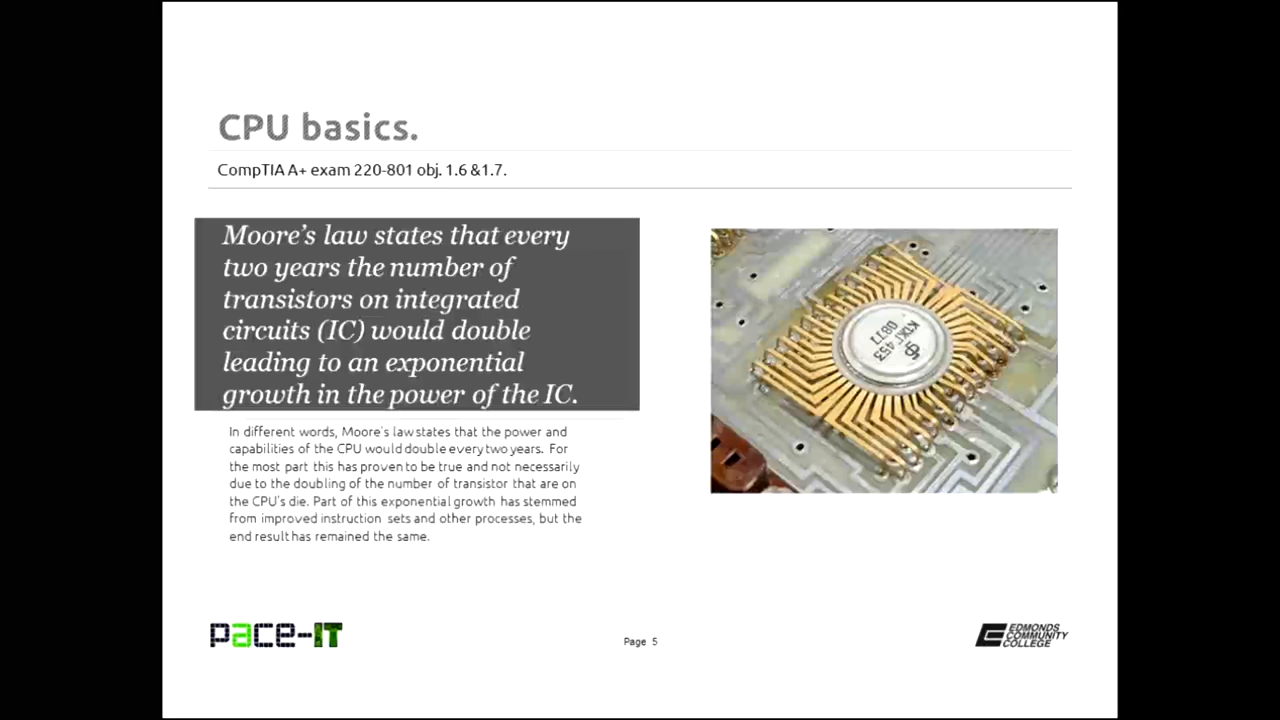 CPU basics.
CompTIA A+ exam 220-801 obj. 1.6 &1.7.
Moore's law states that every
two years the number of
transistors on integrated
circuits (IC) would double
leading to an exponential
growth in the power of the IC.
In different words, Moore's law states that the power and
capabilities of the CPU would double every two years. For
the most part this has proven to be true and not necessarily
due to the doubling of the number of transistor that are on
the CPU's die. Part of this exponential growth has stemmed
from improved instruction sets and other processes, but the
end result has remained the same.
0877
453
pace-IT
Page 5
EDMONDS
COMMUNITY
COLLEGE